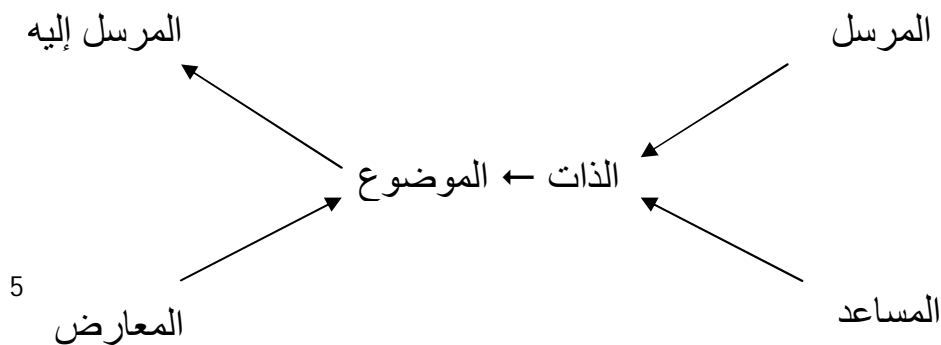 المرسل المرسل إليه
الذات ← الموضوع
5
المساعد المعارض